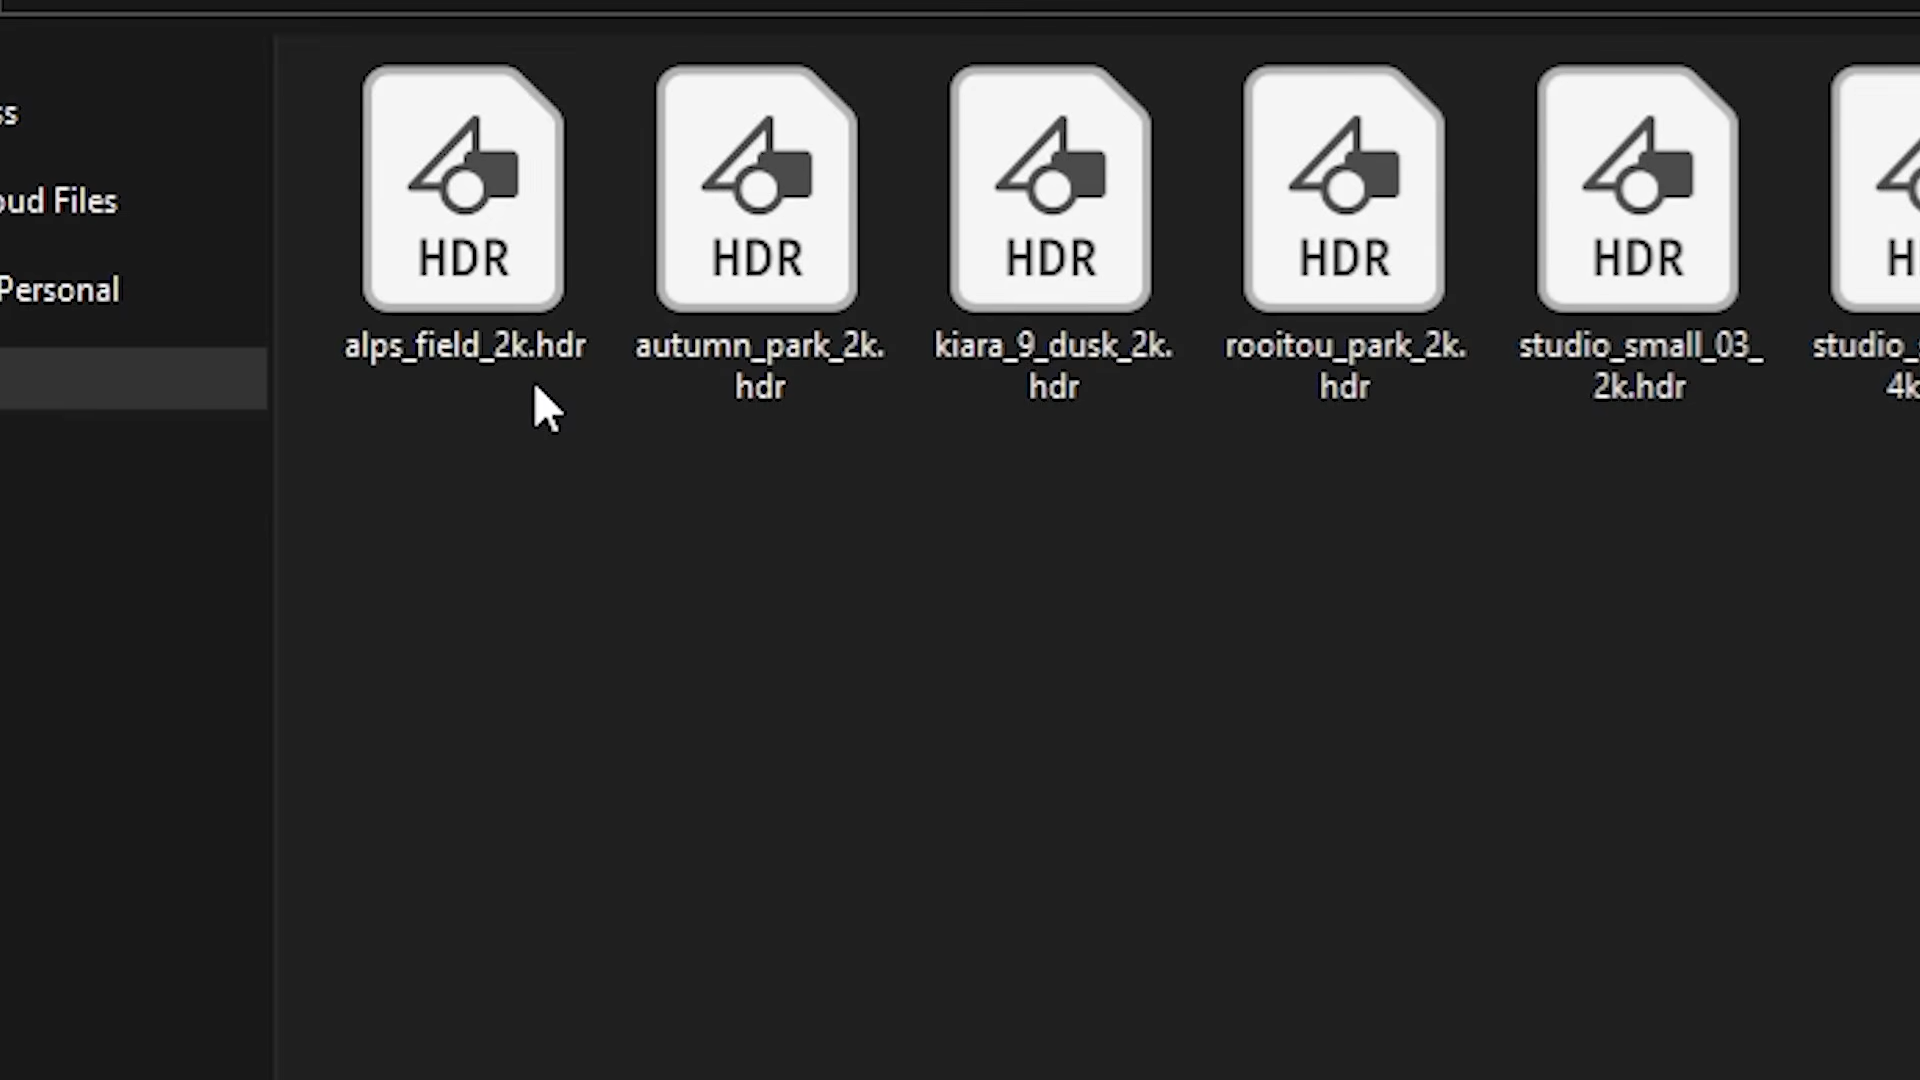 ss
oud Files
Personal
HDR HDR HDR HDR HDR
alps_field_2k.hdr autumn_park_2k. kiara_9_dusk_2k. rooitou_park_2k. studio_small_03_ studio_
hdr hdr hdr 2k.hdr 4k